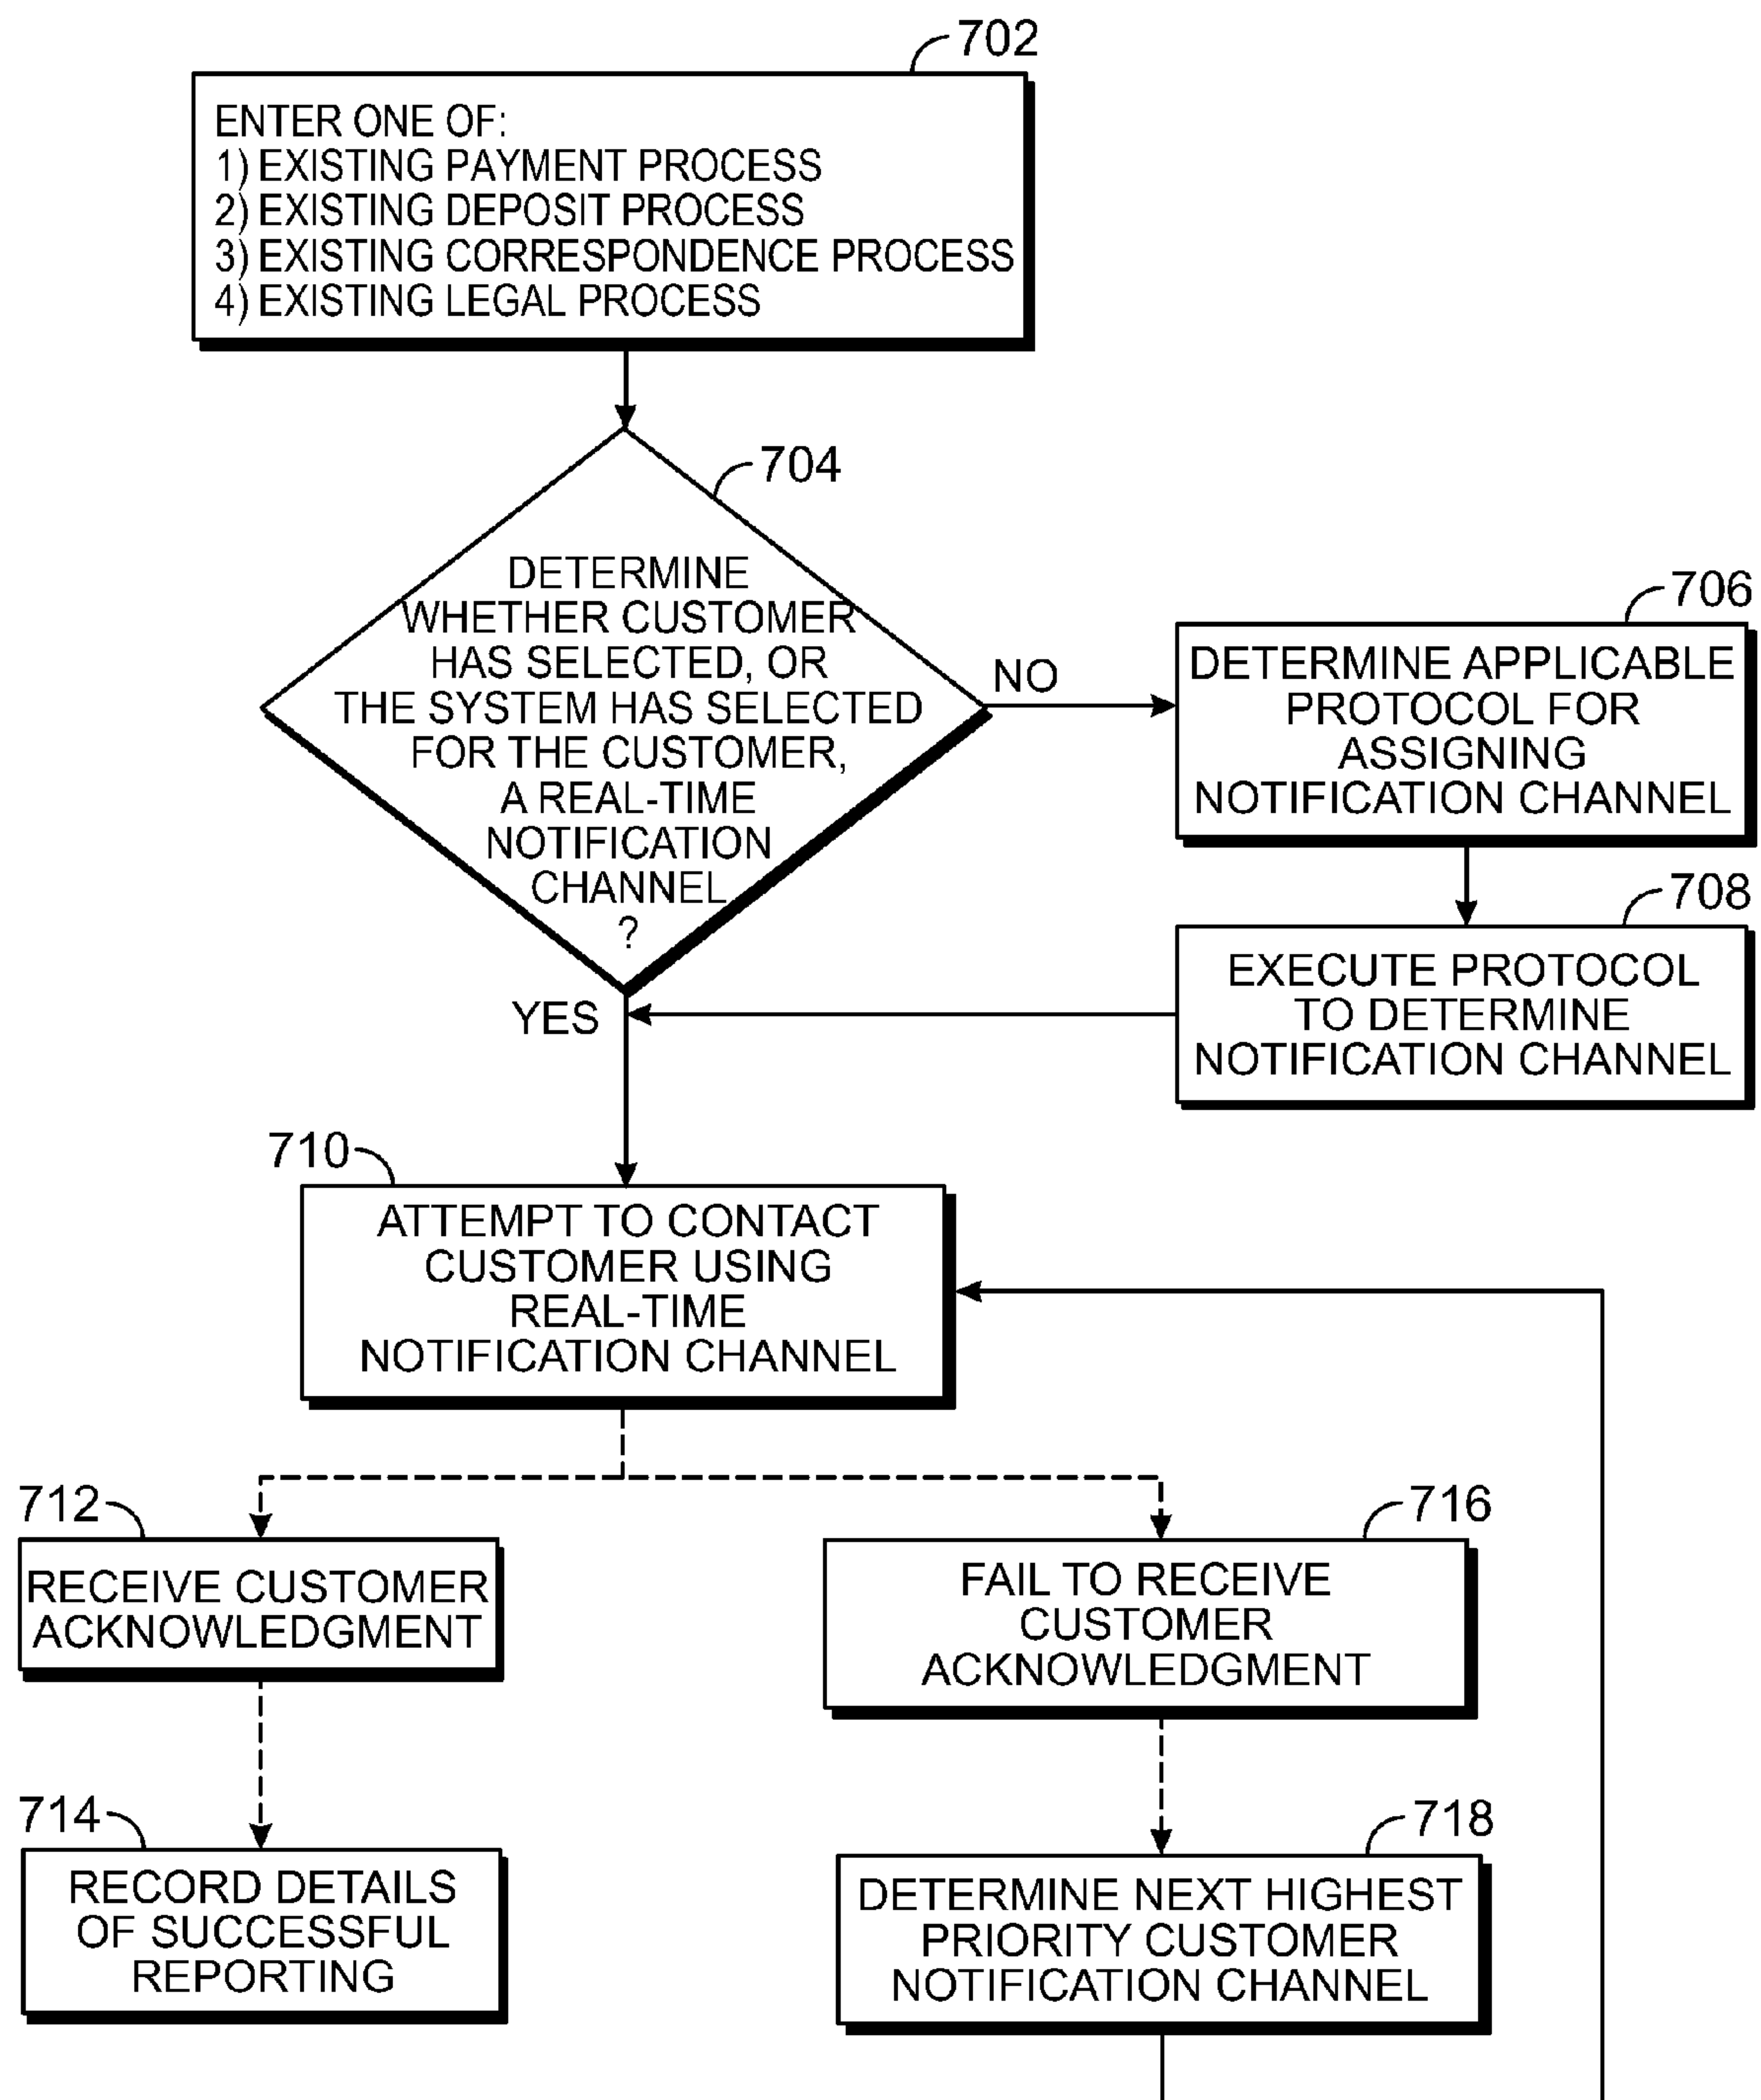 702
ENTER ONE OF:
1) EXISTING PAYMENT PROCESS
2) EXISTING DEPOSIT PROCESS
3) EXISTING CORRESPONDENCE PROCESS
4) EXISTING LEGAL PROCESS
704
DETERMINE
WHETHER CUSTOMER
HAS SELECTED, OR
THE SYSTEM HAS SELECTED
FOR THE CUSTOMER,
A REAL-TIME
NOTIFICATION
CHANNEL
?
NO
706
DETERMINE APPLICABLE
PROTOCOL FOR
ASSIGNING
NOTIFICATION CHANNEL
708
EXECUTE PROTOCOL
TO DETERMINE
NOTIFICATION CHANNEL
YES
710
ATTEMPT TO CONTACT
CUSTOMER USING
REAL-TIME
NOTIFICATION CHANNEL
712
RECEIVE CUSTOMER
ACKNOWLEDGMENT
714
RECORD DETAILS
OF SUCCESSFUL
REPORTING
716
FAIL TO RECEIVE
CUSTOMER
ACKNOWLEDGMENT
718
DETERMINE NEXT HIGHEST
PRIORITY CUSTOMER
NOTIFICATION CHANNEL